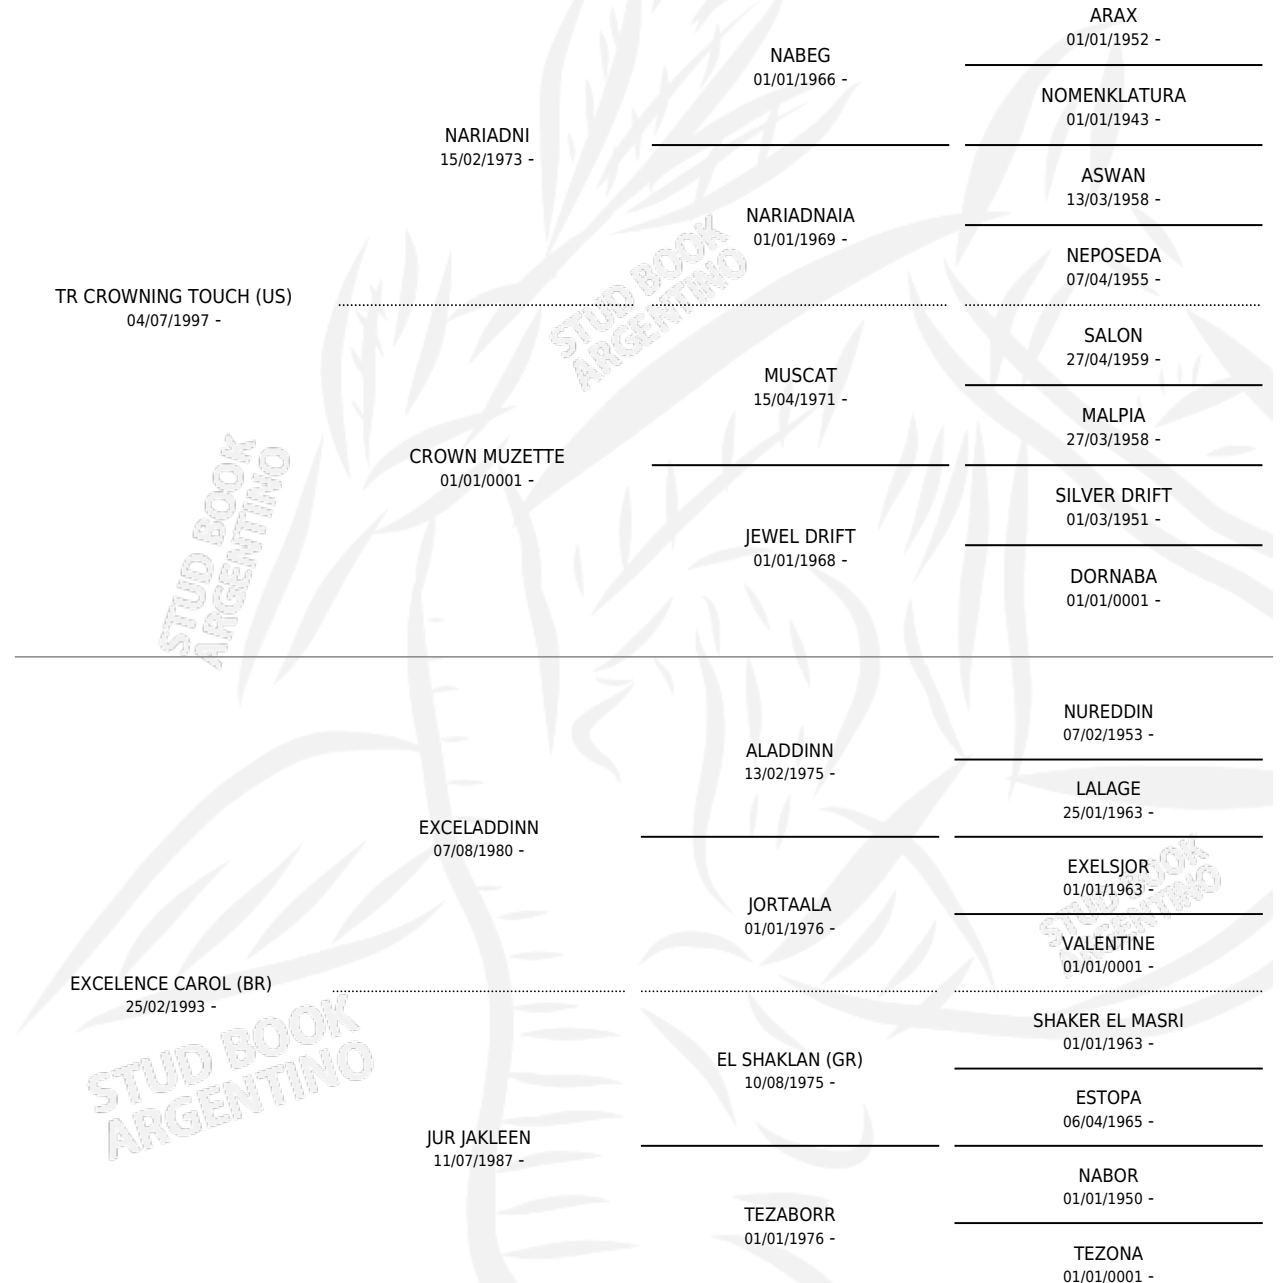 ARAX
01/01/1952 -
NABEG
01/01/1966 -
NOMENKLATURA
01/01/1943 -
NARIADNI
15/02/1973 -
ASWAN
13/03/1958 -
NARIADNAIA
01/01/1969 -
NEPOSEDA
07/04/1955 -
TR CROWNING TOUCH (US)
04/07/1997 -
SALON
27/04/1959 -
MUSCAT
15/04/1971 -
MALPIA
27/03/1958 -
CROWN MUZETTE
01/01/0001 -
SILVER DRIFT
01/03/1951 -
JEWEL DRIFT
01/01/1968 -
DORNABA
01/01/0001 -
STUD BOOK
ARGENTINO
STUD BOOK
ARGENTINO
NUREDDIN
07/02/1953 -
ALADDINN
13/02/1975 -
LALAGE
25/01/1963 -
EXCELADDINN
07/08/1980 -
EXELSJOR
01/01/1963 -
JORTAALA
01/01/1976 -
VALENTINE
01/01/0001 -
EXCELENCE CAROL (BR)
25/02/1993 -
SHAKER EL MASRI
01/01/1963 -
EL SHAKLAN (GR)
10/08/1975 -
ESTOPA
06/04/1965 -
JUR JAKLEEN
11/07/1987 -
NABOR
01/01/1950 -
TEZABORR
01/01/1976 -
TEZONA
01/01/0001 -
STUD BOOK
ARGENTINO
STUD BOOK
ARGENTINO